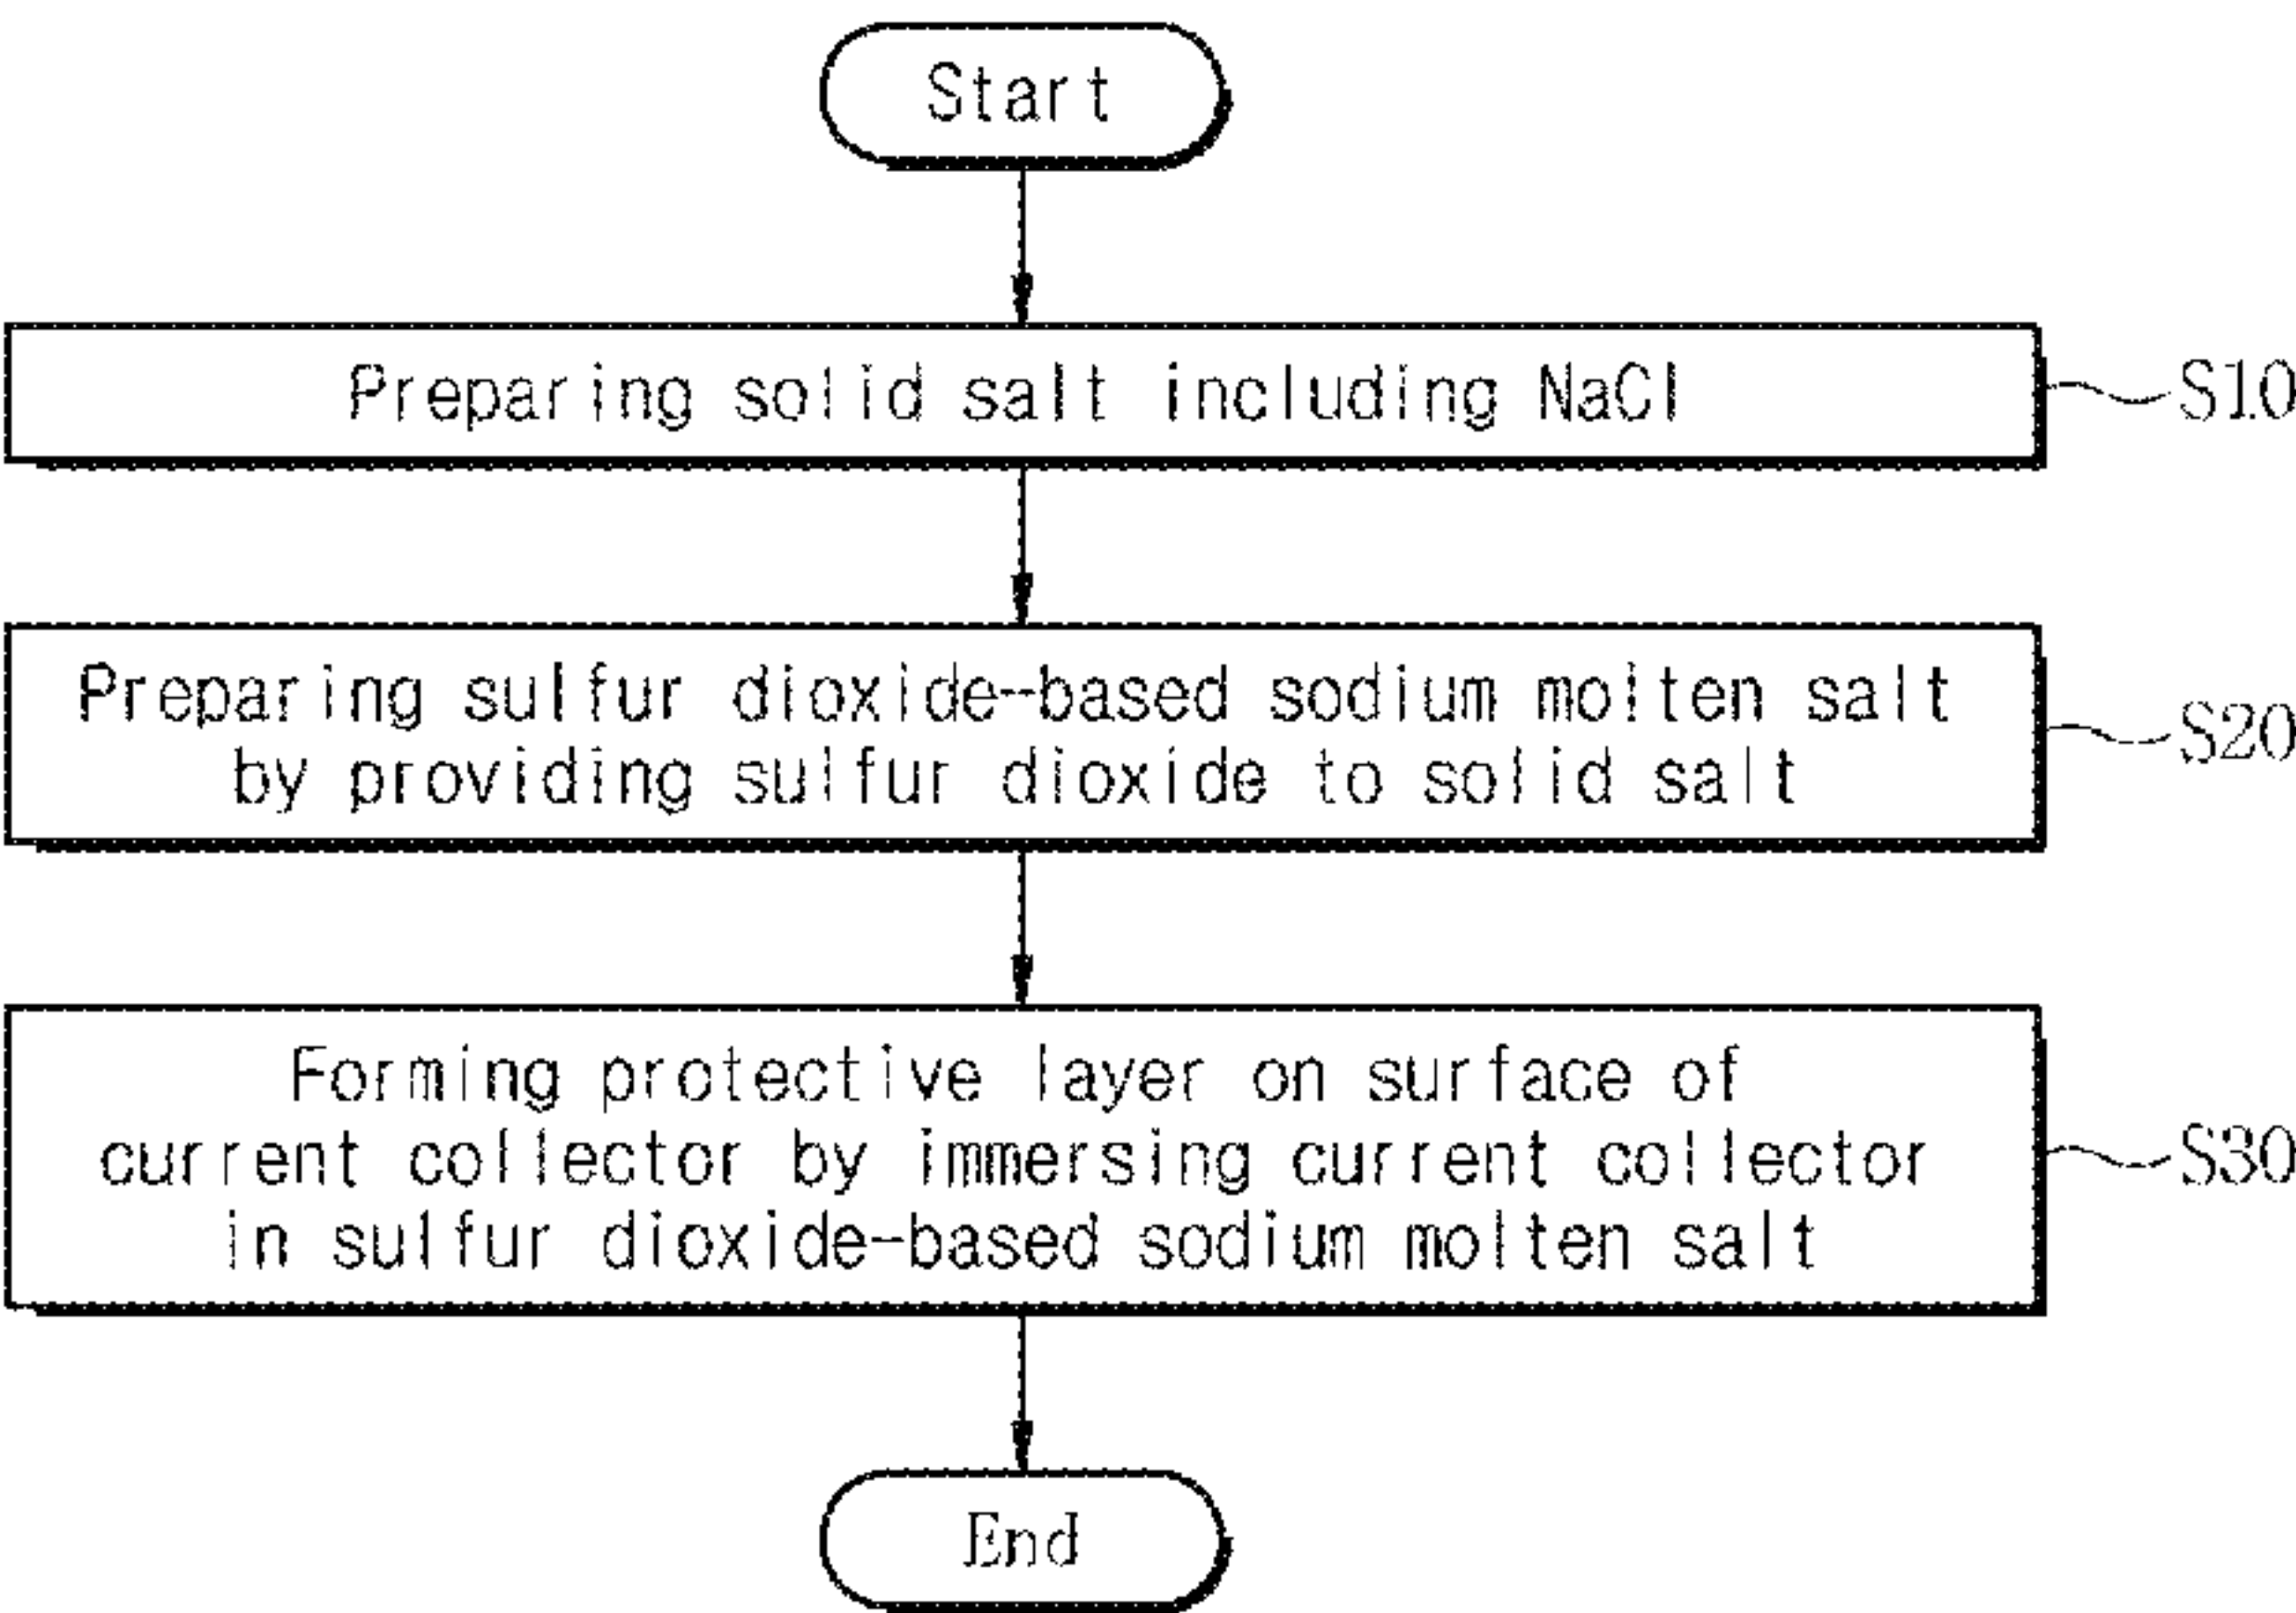 Start
Preparing solid salt including NaCl
S10
Preparing sulfur dioxide-based sodium molten salt
by providing sulfur dioxide to solid salt
S20
Forming protective layer on surface of
current collector by immersing current collector
in sulfur dioxide-based sodium molten salt
S30
End